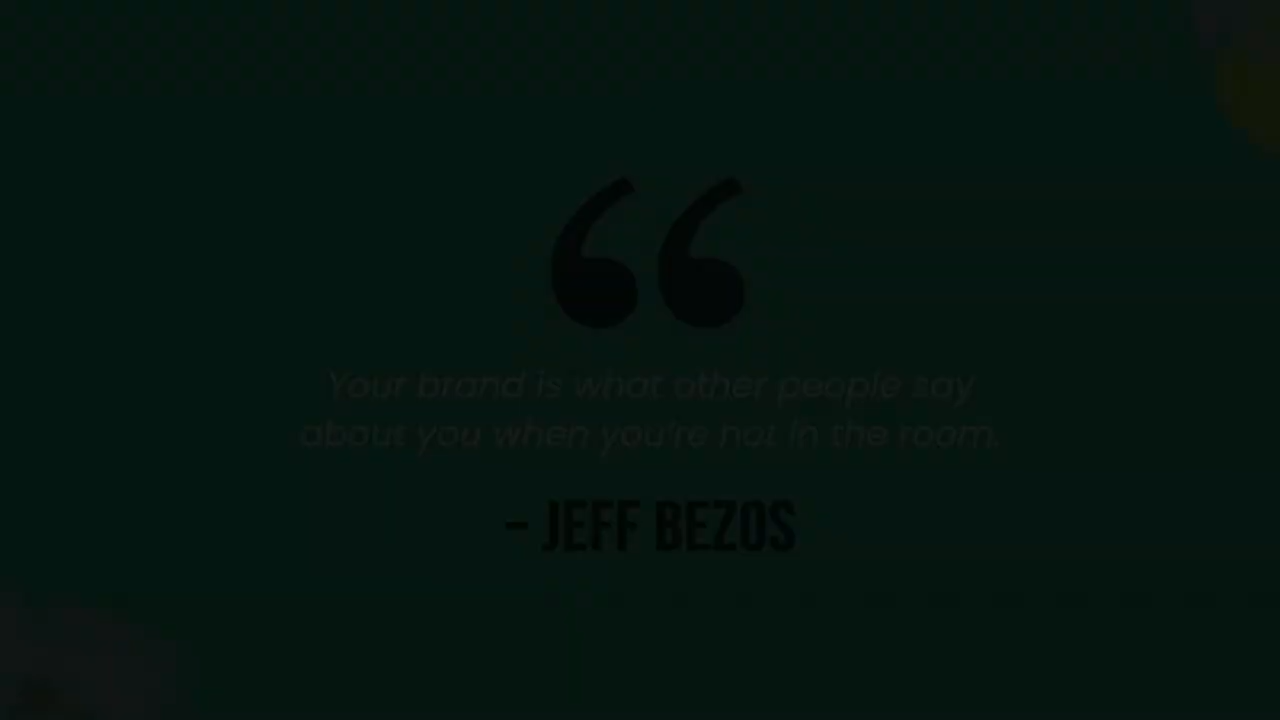 “
Your brand is what other people say
about you when you're not in the room.
- JEFF BEZOS